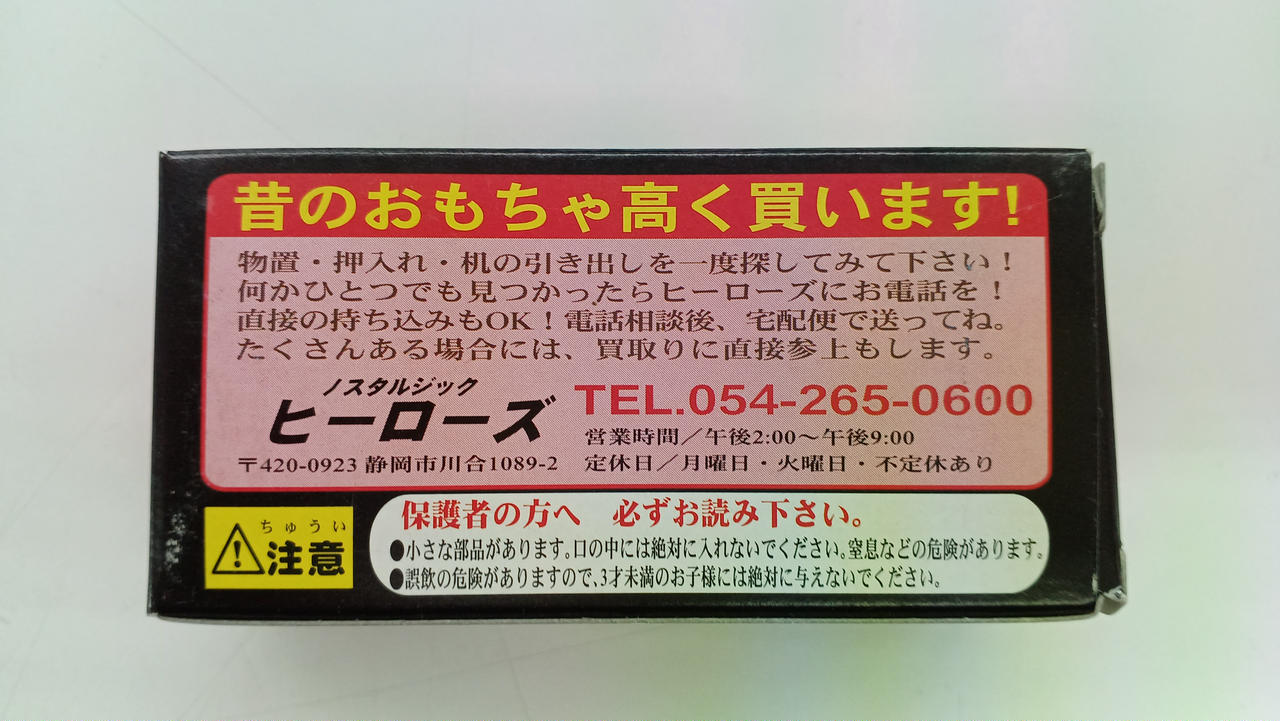 昔のおもちゃ高く買います!
物置・押入れ・机の引き出しを一度探してみて下さい！
何かひとつでも見つかったらヒーローズにお電話を！
直接の持ち込みもOK！電話相談後、宅配便で送ってね。
たくさんある場合には、買取りに直接参上もします。
ノスタルジック
ヒーローズ
〒420-0923 静岡市川合1089-2
TEL.054-265-0600
営業時間／午後2:00～午後9:00
定休日／月曜日・火曜日・不定休あり
ちゅうい
注意
保護者の方へ　必ずお読み下さい。
●小さな部品があります。口の中には絶対に入れないでください。窒息などの危険があります。
●誤飲の危険がありますので、3才未満のお子様には絶対に与えないでください。